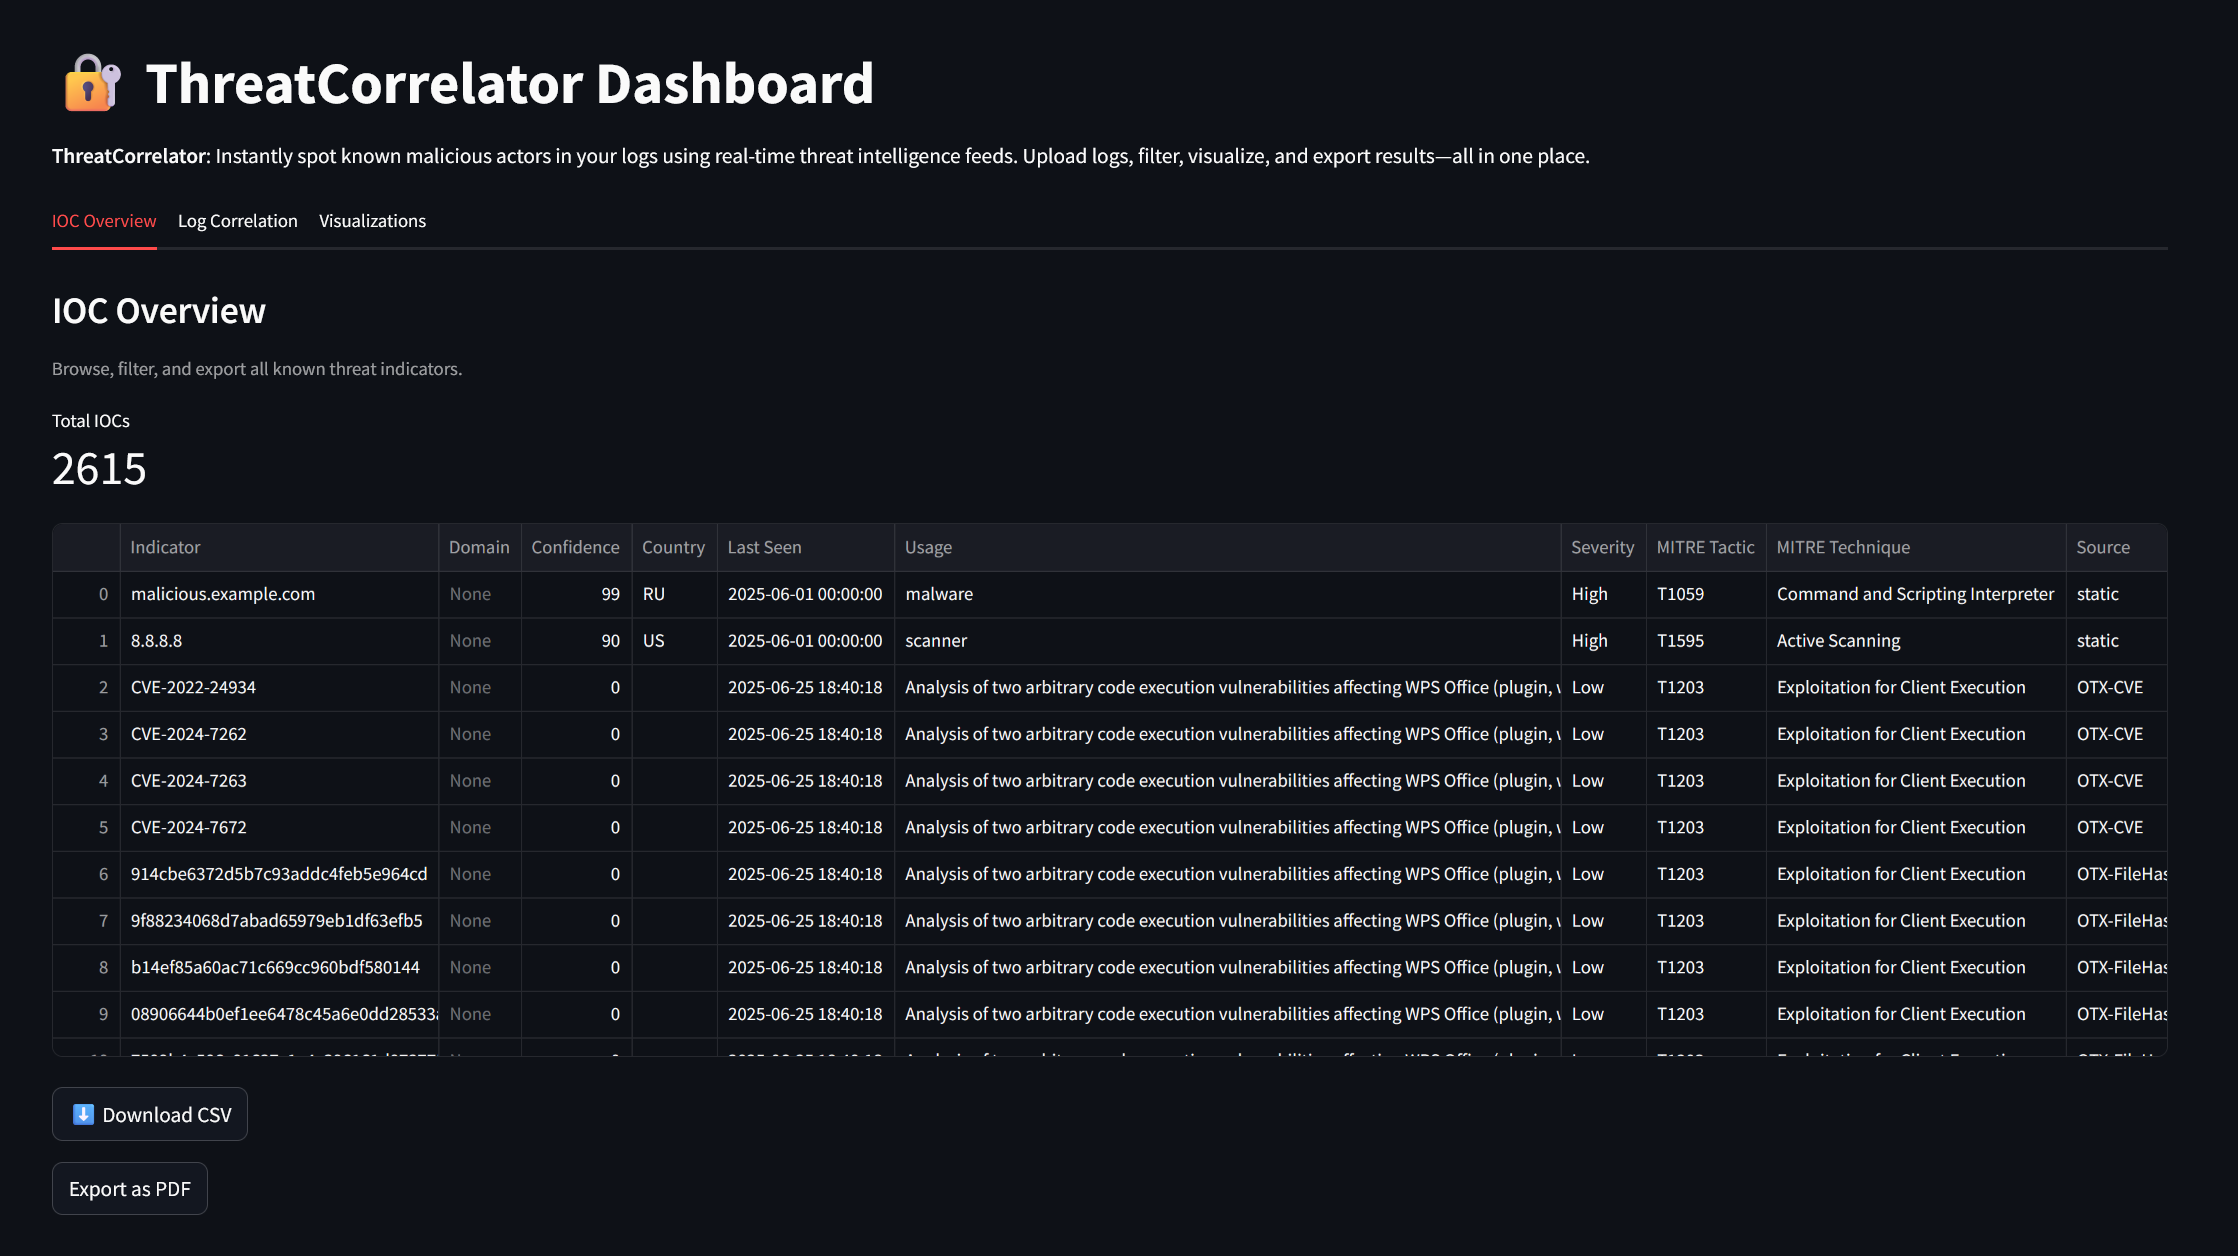 ThreatCorrelator Dashboard
ThreatCorrelator: Instantly spot known malicious actors in your logs using real-time threat intelligence feeds. Upload logs, filter, visualize, and export results—all in one place.
IOC Overview Log Correlation Visualizations
IOC Overview
Browse, filter, and export all known threat indicators.
Total IOCs
2615
Indicator Domain Confidence Country Last Seen Usage Severity MITRE Tactic MITRE Technique Source
0 malicious.example.com None 99 RU 2025-06-01 00:00:00 malware High T1059 Command and Scripting Interpreter static
1 8.8.8.8 None 90 US 2025-06-01 00:00:00 scanner High T1595 Active Scanning static
2 CVE-2022-24934 None 0 2025-06-25 18:40:18 Analysis of two arbitrary code execution vulnerabilities affecting WPS Office (plugin, Low T1203 Exploitation for Client Execution OTX-CVE
3 CVE-2024-7262 None 0 2025-06-25 18:40:18 Analysis of two arbitrary code execution vulnerabilities affecting WPS Office (plugin, Low T1203 Exploitation for Client Execution OTX-CVE
4 CVE-2024-7263 None 0 2025-06-25 18:40:18 Analysis of two arbitrary code execution vulnerabilities affecting WPS Office (plugin, Low T1203 Exploitation for Client Execution OTX-CVE
5 CVE-2024-7672 None 0 2025-06-25 18:40:18 Analysis of two arbitrary code execution vulnerabilities affecting WPS Office (plugin, Low T1203 Exploitation for Client Execution OTX-CVE
6 914cbe6372d5b7c93addc4feb5e964cd None 0 2025-06-25 18:40:18 Analysis of two arbitrary code execution vulnerabilities affecting WPS Office (plugin, Low T1203 Exploitation for Client Execution OTX-FileHas
7 9f88234068d7abad65979eb1df63efb5 None 0 2025-06-25 18:40:18 Analysis of two arbitrary code execution vulnerabilities affecting WPS Office (plugin, Low T1203 Exploitation for Client Execution OTX-FileHas
8 b14ef85a60ac71c669cc960bdf580144 None 0 2025-06-25 18:40:18 Analysis of two arbitrary code execution vulnerabilities affecting WPS Office (plugin, Low T1203 Exploitation for Client Execution OTX-FileHas
9 08906644b0ef1ee6478c45a6e0dd28533 None 0 2025-06-25 18:40:18 Analysis of two arbitrary code execution vulnerabilities affecting WPS Office (plugin, Low T1203 Exploitation for Client Execution OTX-FileHas
Download CSV
Export as PDF